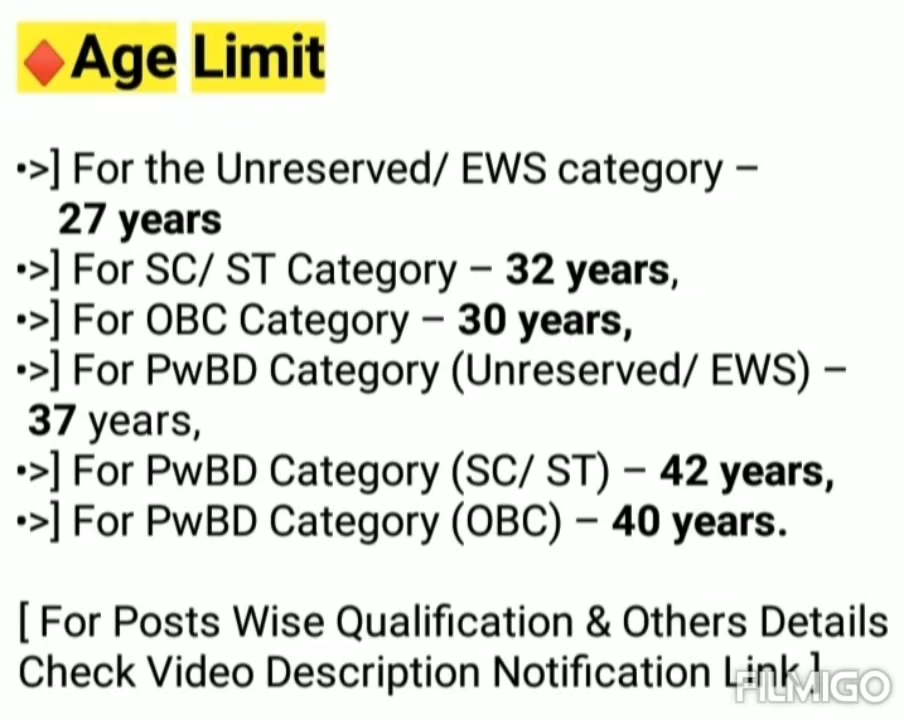 ♦Age Limit
•>] For the Unreserved/ EWS category –
27 years
•>] For SC/ ST Category – 32 years,
•>] For OBC Category – 30 years,
•>] For PwBD Category (Unreserved/ EWS) –
37 years,
•>] For PwBD Category (SC/ ST) – 42 years,
•>] For PwBD Category (OBC) – 40 years.
[ For Posts Wise Qualification & Others Details
Check Video Description Notification Link ]
FILMIGO